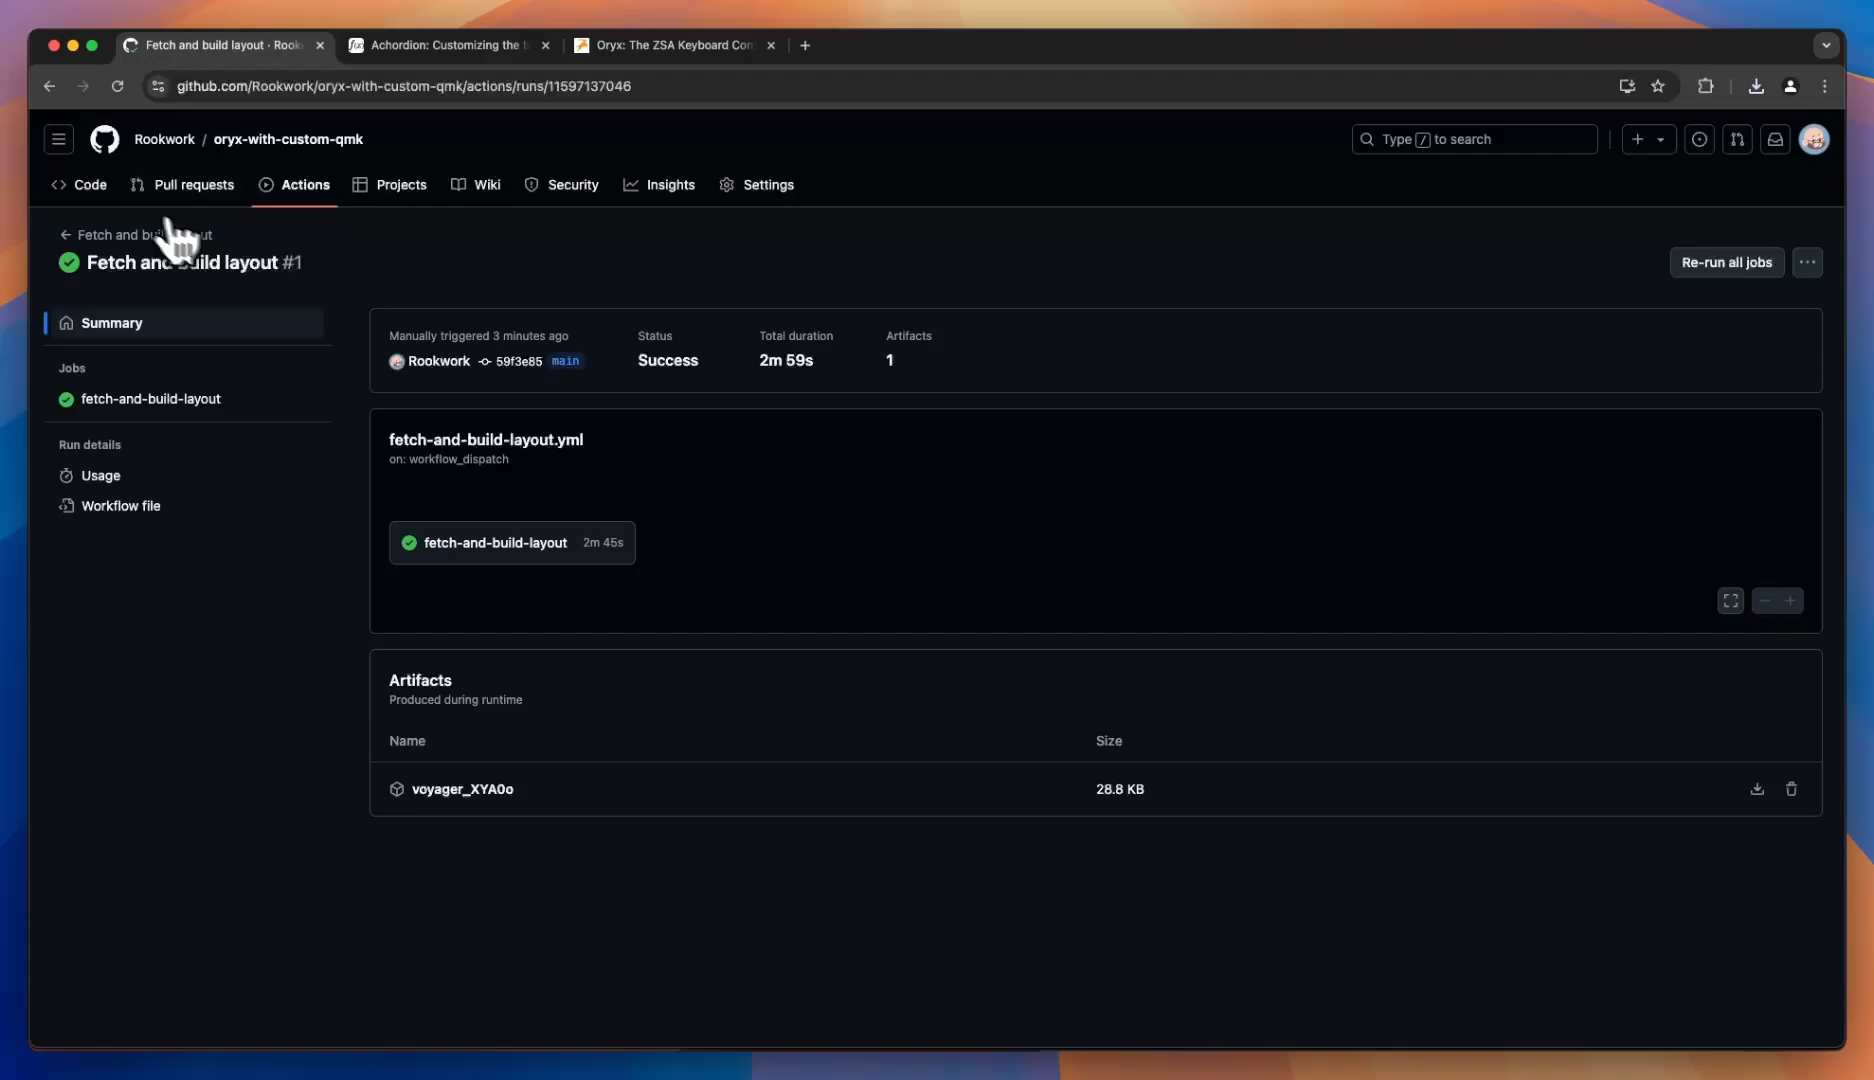 Fetch and build layout · Rook
Achordion: Customizing the t
Oryx: The ZSA Keyboard Con
github.com/Rookwork/oryx-with-custom-qmk/actions/runs/11597137046
Rookwork / oryx-with-custom-qmk
Type / to search
Code
Pull requests
Actions
Projects
Wiki
Security
Insights
Settings
Fetch and bu ut
Fetch and build layout #1
Re-run all jobs
Summary
Jobs
fetch-and-build-layout
Run details
Usage
Workflow file
Manually triggered 3 minutes ago
Rookwork 59f3e85 main
Status
Success
Total duration
2m 59s
Artifacts
1
fetch-and-build-layout.yml
on: workflow_dispatch
fetch-and-build-layout 2m 45s
Artifacts
Produced during runtime
Name Size
voyager_XYA0o 28.8 KB